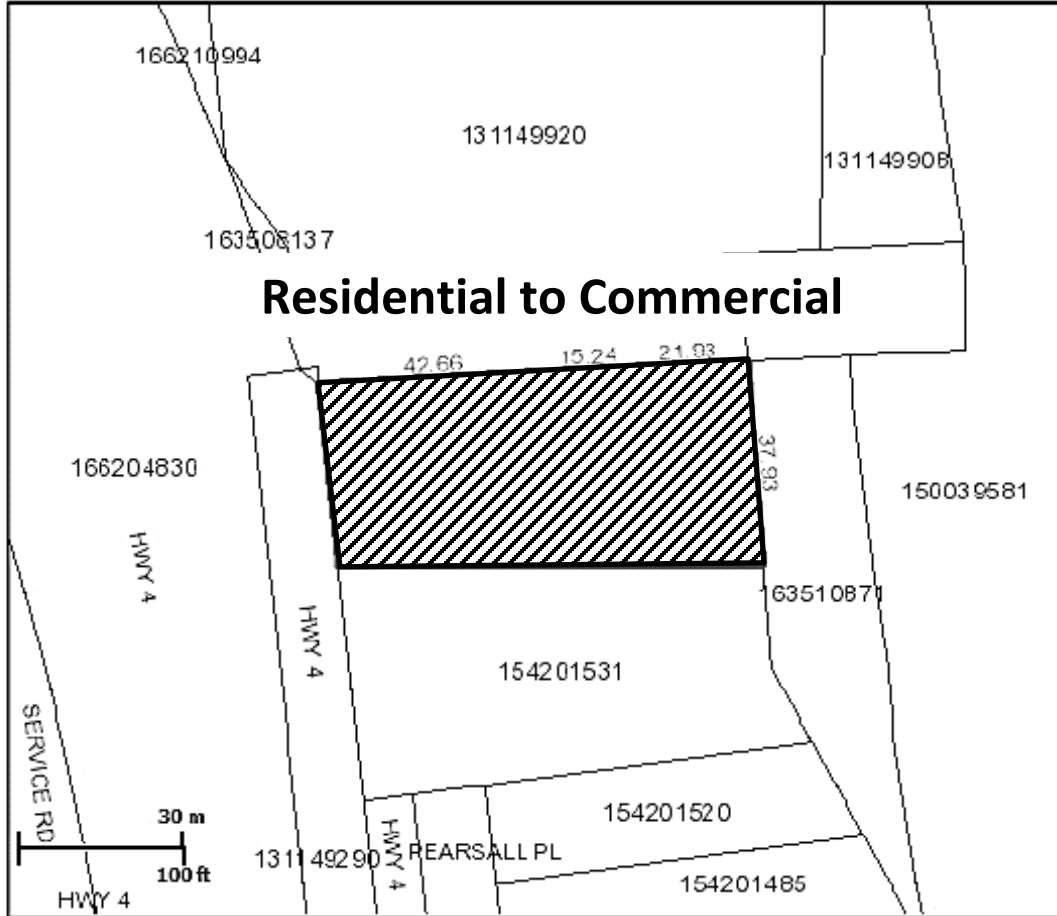 166210994
131149920
131149906
163508137
Residential to Commercial
42.66
15.24
21.93
37.93
166204830
150039581
HWY 4
163510871
HWY 4
154201531
SERVICE RD
30 m
100 ft
154201520
HWY 4
131149290
PEARSALL PL
154201485
HWY 4